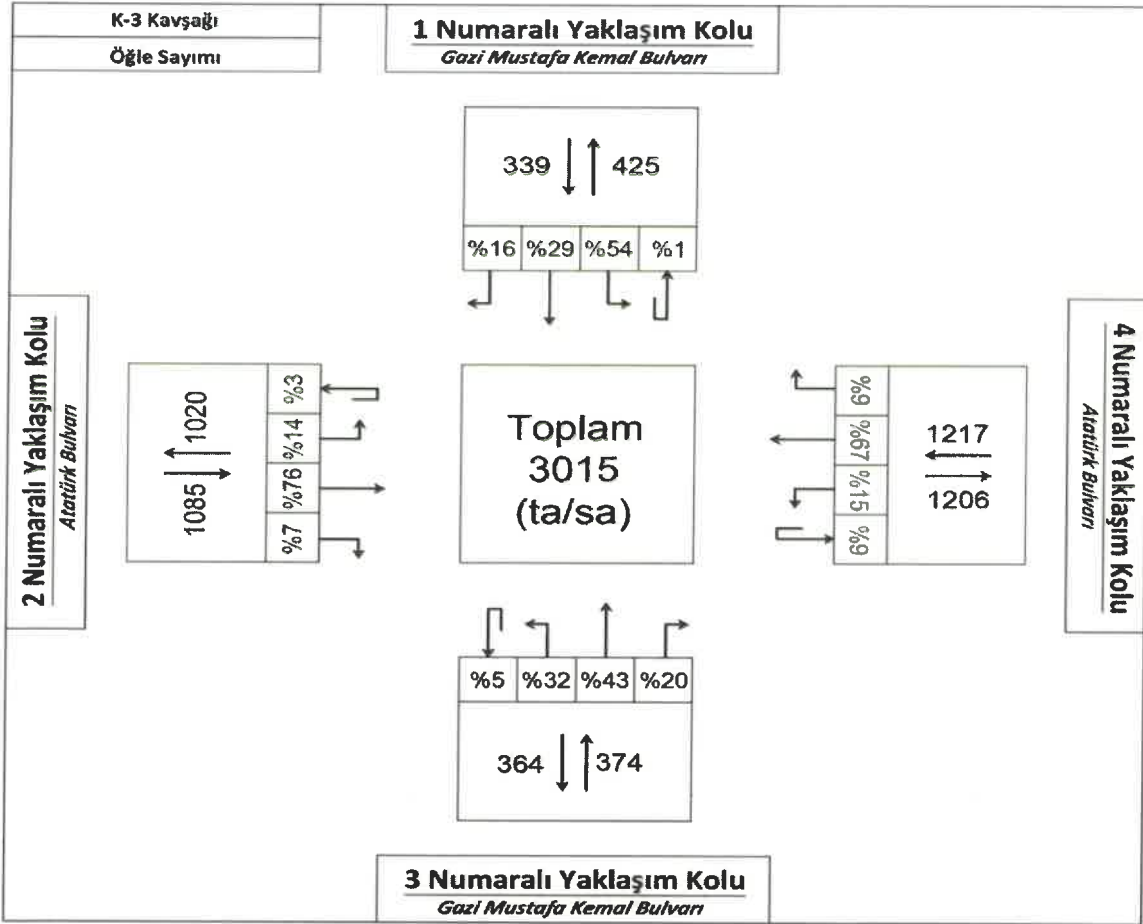 K-3 Kavşağı
Öğle Sayımı
1 Numaralı Yaklaşım Kolu
Gazi Mustafa Kemal Bulvarı
339
425
%16 %29 %54 %1
2 Numaralı Yaklaşım Kolu
Atatürk Bulvarı
1020
1085
%3
%14
%76
%7
Toplam
3015
(ta/sa)
%9
%67
%15
%9
1217
1206
4 Numaralı Yaklaşım Kolu
Atatürk Bulvarı
%5 %32 %43 %20
364
374
3 Numaralı Yaklaşım Kolu
Gazi Mustafa Kemal Bulvarı